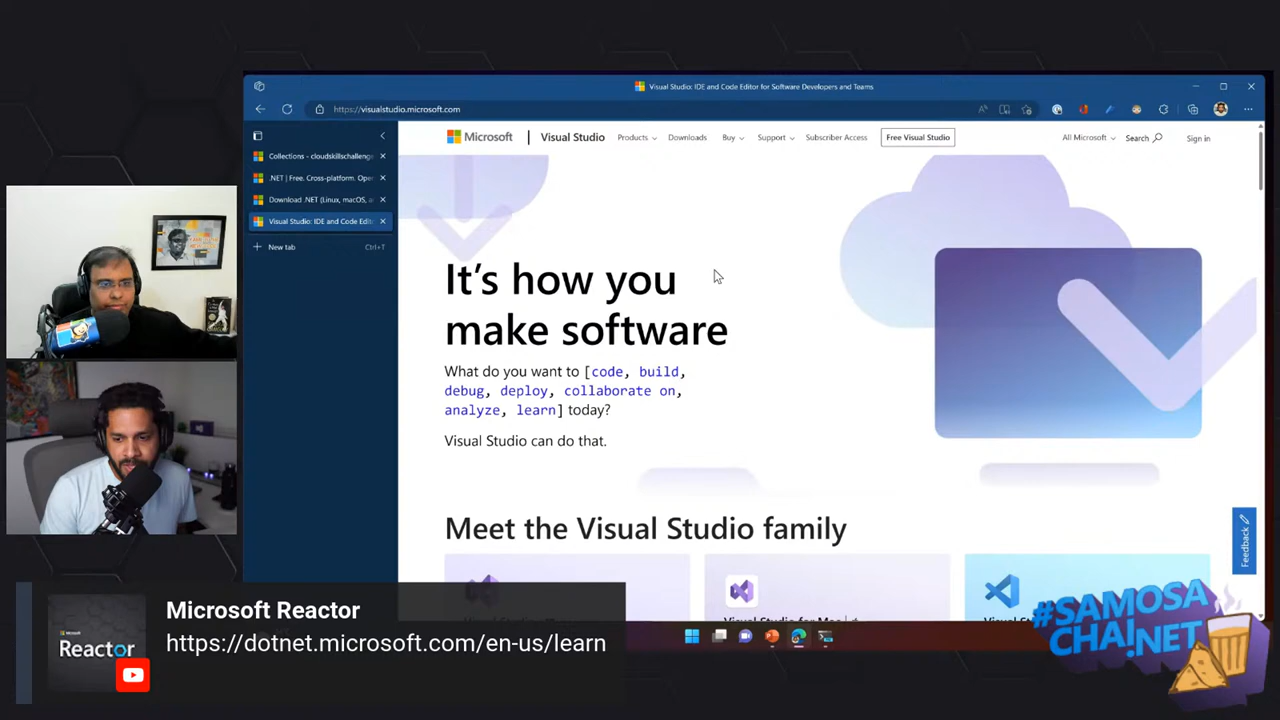 Visual Studio: IDE and Code Editor for Software Developers and Teams
https://visualstudio.microsoft.com
Collections - cloudskillschalleng
.NET | Free. Cross-platform. Ope
Download .NET (Linux, macOS, a
Visual Studio: IDE and Code Edit
New tab Ctrl+T
Microsoft | Visual Studio Products Downloads Buy Support Subscriber Access Free Visual Studio All Microsoft Search Sign in
It's how you
make software
What do you want to [code, build,
debug, deploy, collaborate on,
analyze, learn] today?
Visual Studio can do that.
Meet the Visual Studio family
Feedback
Microsoft Reactor
https://dotnet.microsoft.com/en-us/learn
Microsoft
Reactor
#SAMOSA
CHAI.NET